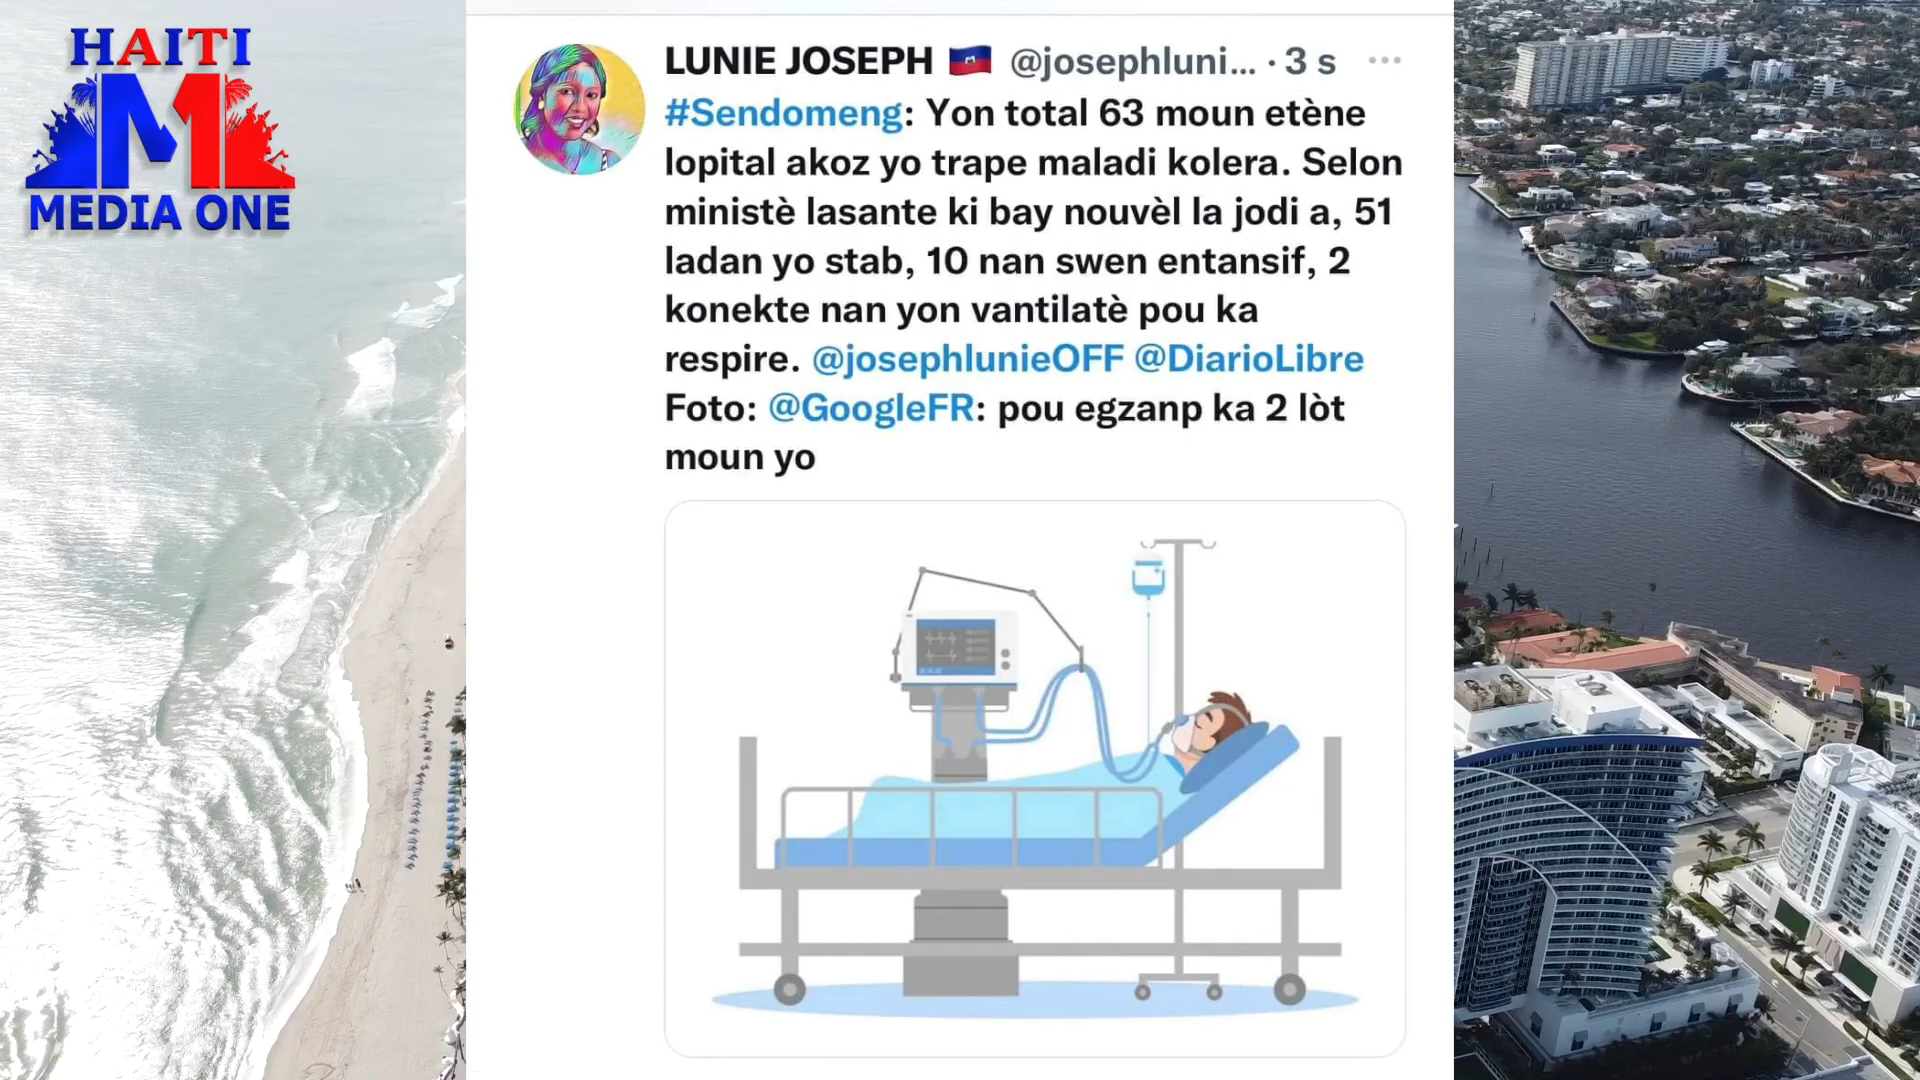 HAITI
M1
MEDIA ONE
LUNIE JOSEPH 🇭🇹 @josephluni... · 3 s ...
#Sendomeng: Yon total 63 moun etène
lopital akoz yo trape maladi kolera. Selon
ministè lasante ki bay nouvèl la jodi a, 51
ladan yo stab, 10 nan swen entansif, 2
konekte nan yon vantilatè pou ka
respire. @josephlunieOFF @DiarioLibre
Foto: @GoogleFR: pou egzanp ka 2 lòt
moun yo